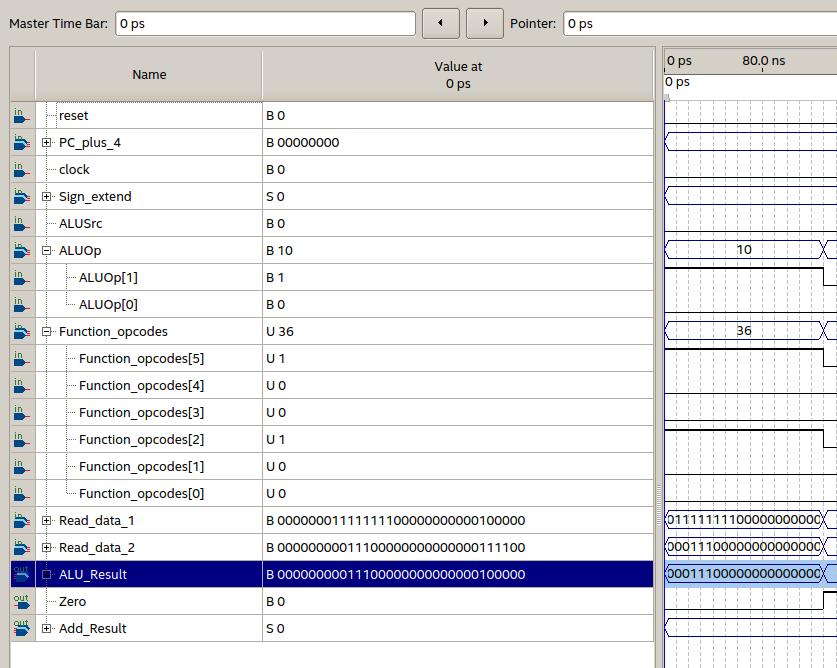 Master Time Bar: 0 ps Pointer: 0 ps
Name Value at 0 ps 80.0 ns
0 ps 0 ps
in reset B 0
in PC_plus_4 B 00000000
in clock B 0
in Sign_extend S 0
in ALUSrc B 0
in ALUOp B 10 10
in ALUOp[1] B 1
in ALUOp[0] B 0
in Function_opcodes U 36 36
in Function_opcodes[5] U 1
in Function_opcodes[4] U 0
in Function_opcodes[3] U 0
in Function_opcodes[2] U 1
in Function_opcodes[1] U 0
in Function_opcodes[0] U 0
in Read_data_1 B 00000001111111110000000000100000 01111111110000000000
in Read_data_2 B 00000000011100000000000000111100 00011100000000000000
out ALU_Result B 00000000011100000000000000100000 00011100000000000000
out Zero B 0
out Add_Result S 0